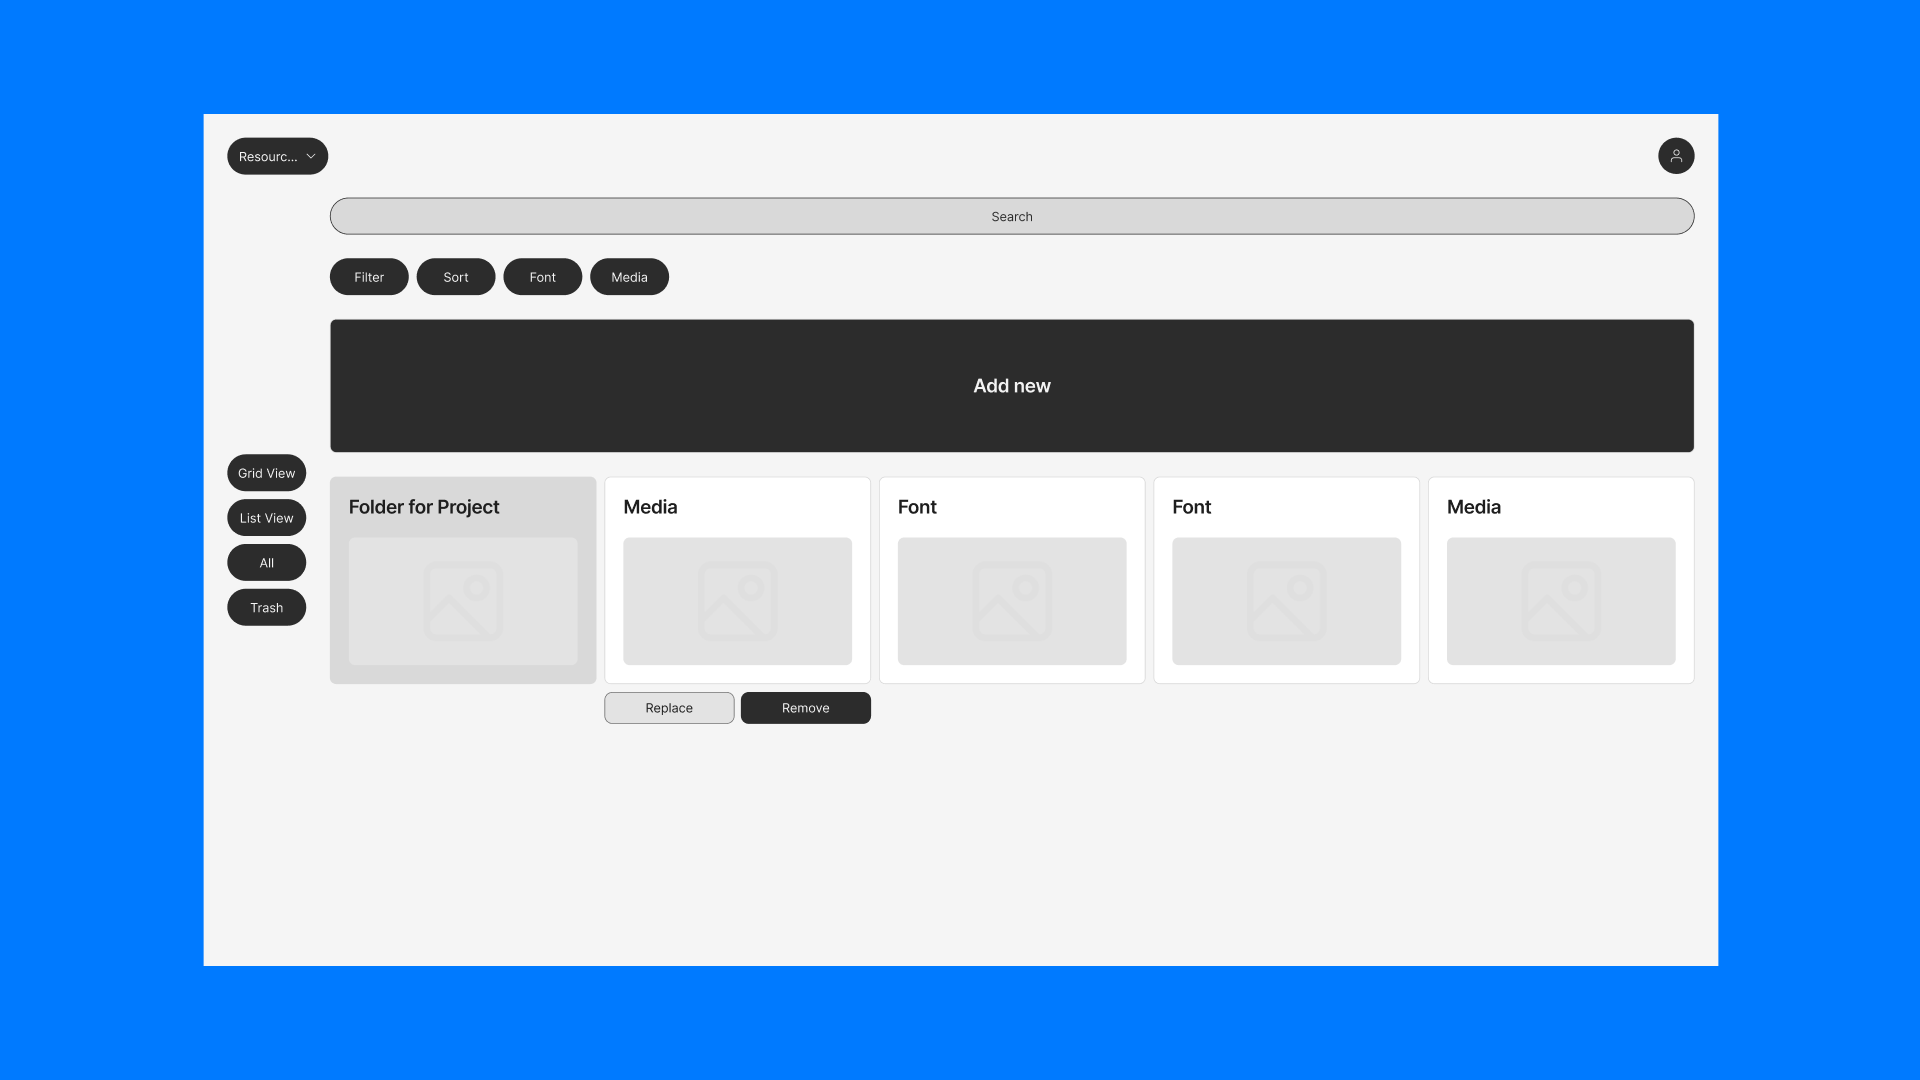 Resourc...
Search
Filter Sort Font Media
Add new
Grid View
List View
All
Trash
Folder for Project
Media
Font
Font
Media
Replace Remove